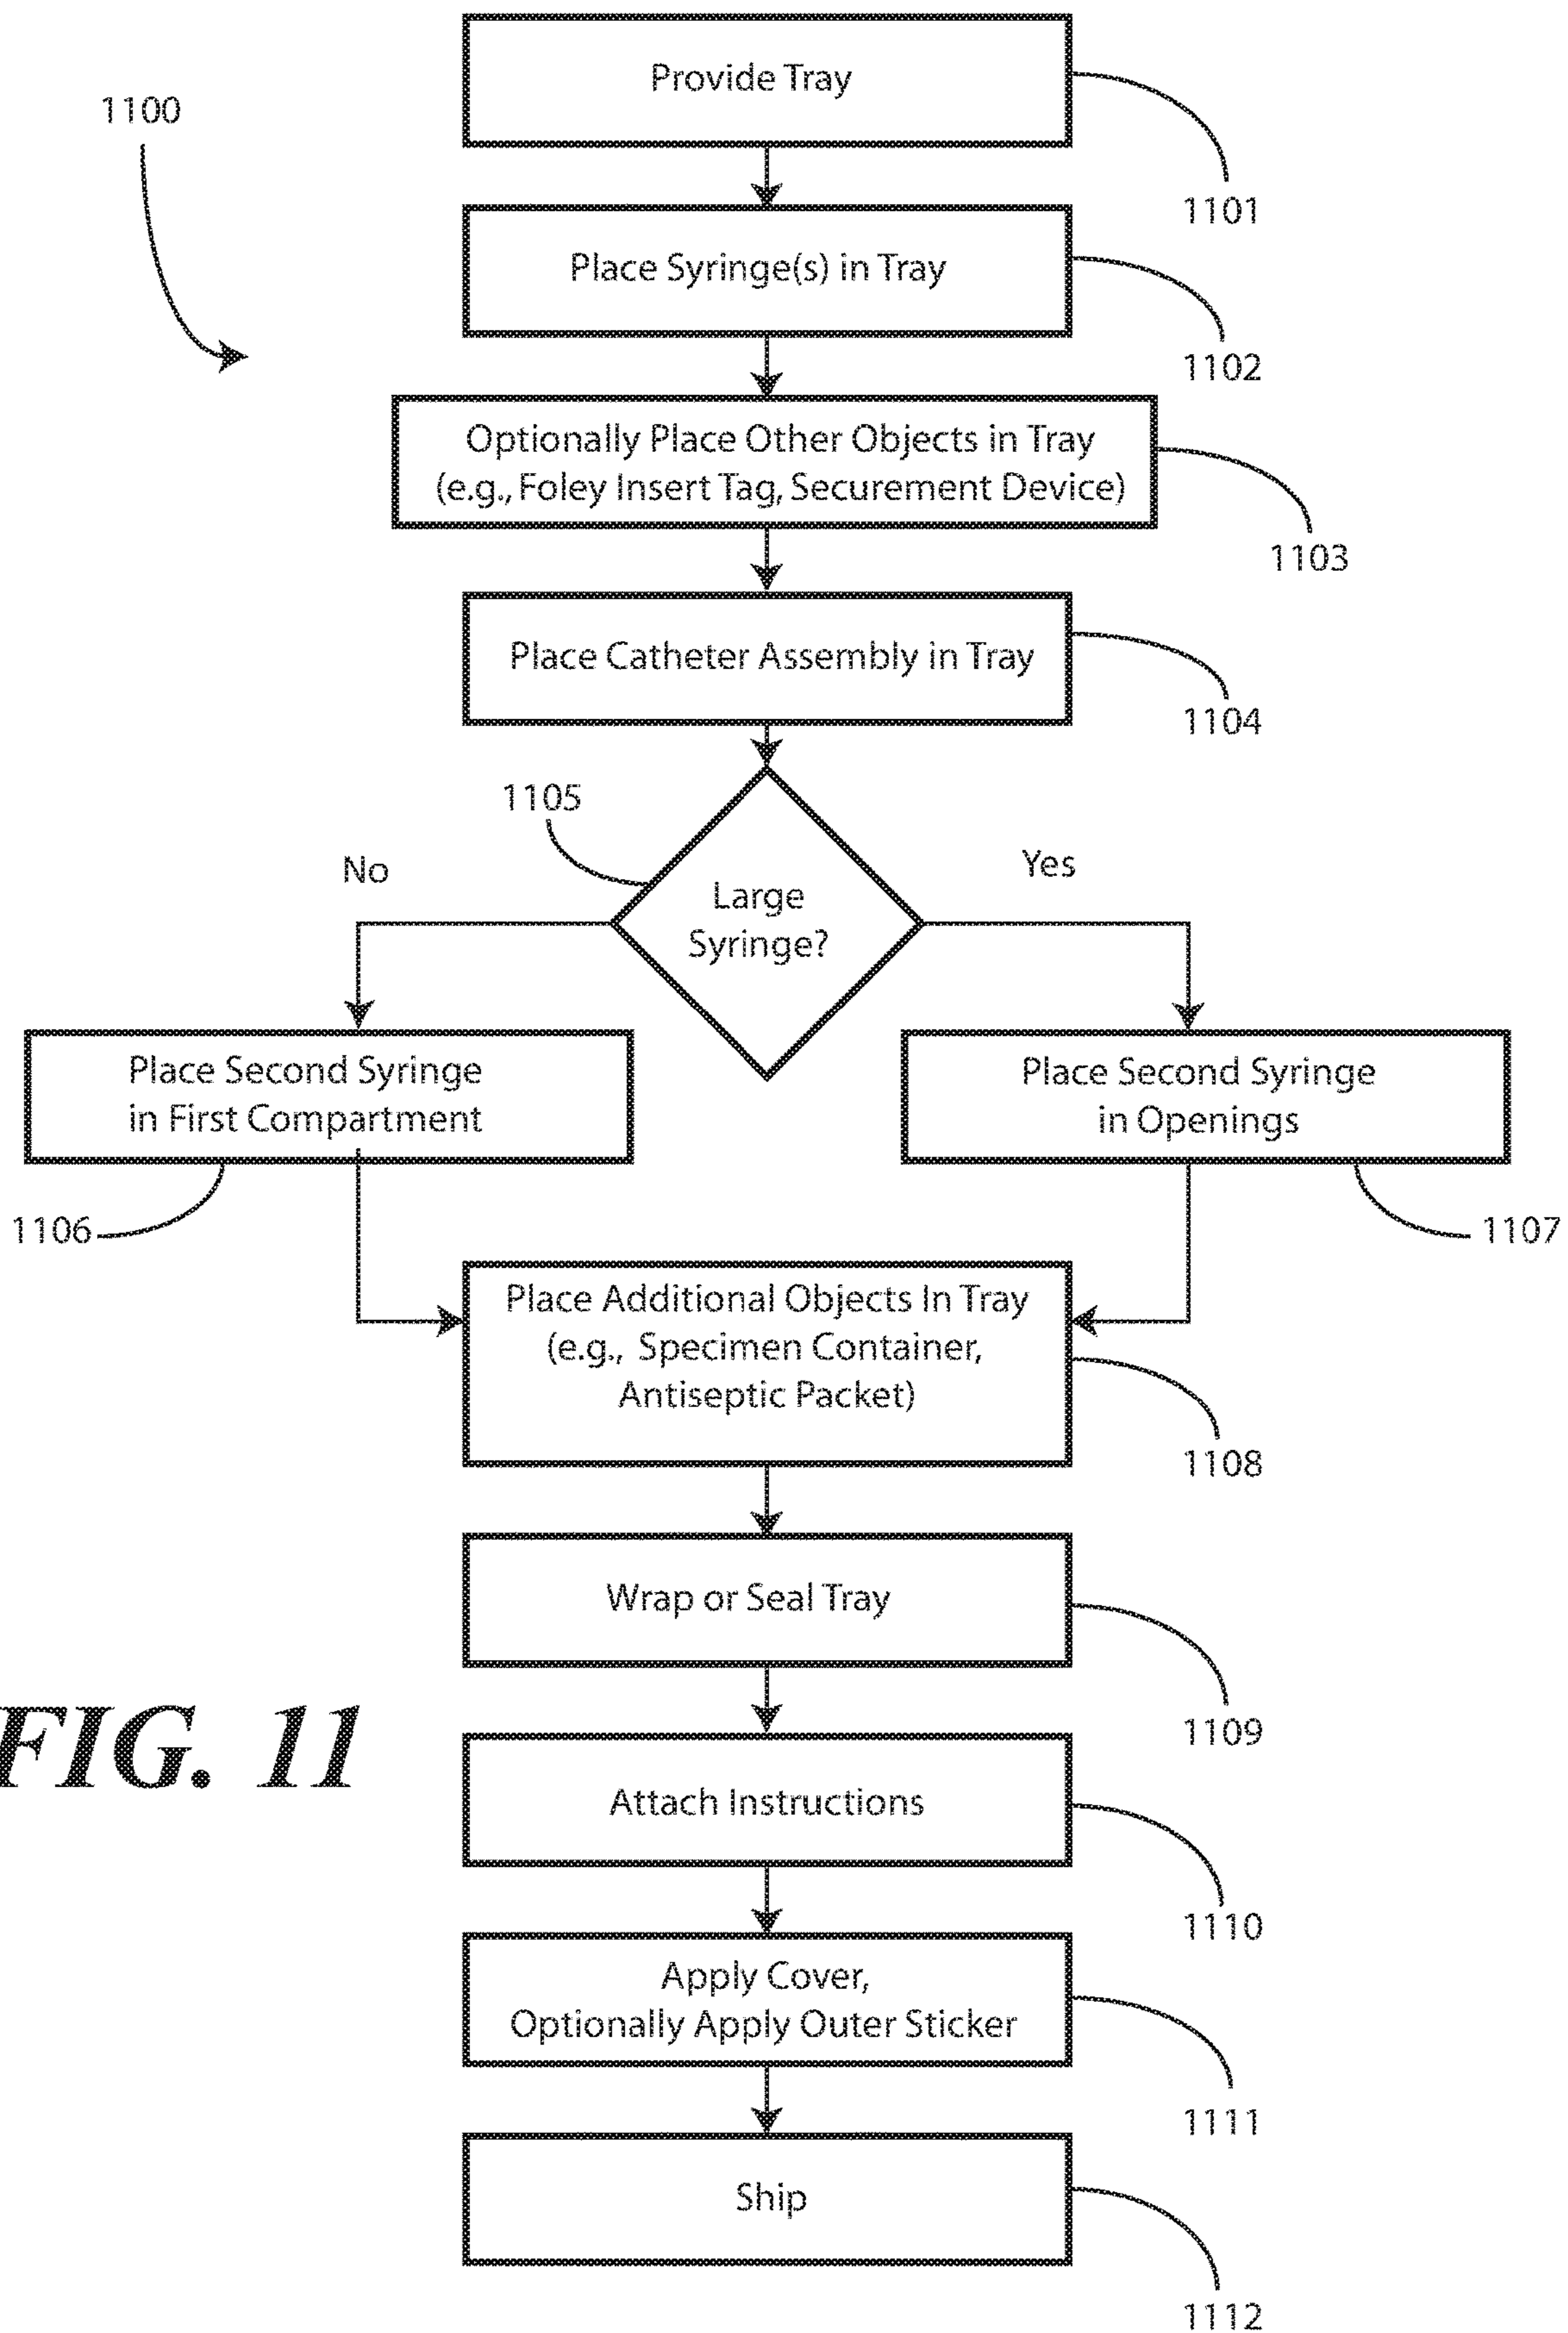 Provide Tray
1100
1101
Place Syringe(s) in Tray
1102
Optionally Place Other Objects in Tray
(e.g., Foley Insert Tag, Securement Device)
1103
Place Catheter Assembly in Tray
1104
1105
No
Yes
Large
Syringe?
Place Second Syringe
in First Compartment
Place Second Syringe
in Openings
1106
1107
Place Additional Objects In Tray
(e.g., Specimen Container,
Antiseptic Packet)
1108
Wrap or Seal Tray
1109
FIG. 11
Attach Instructions
1110
Apply Cover,
Optionally Apply Outer Sticker
1111
Ship
1112